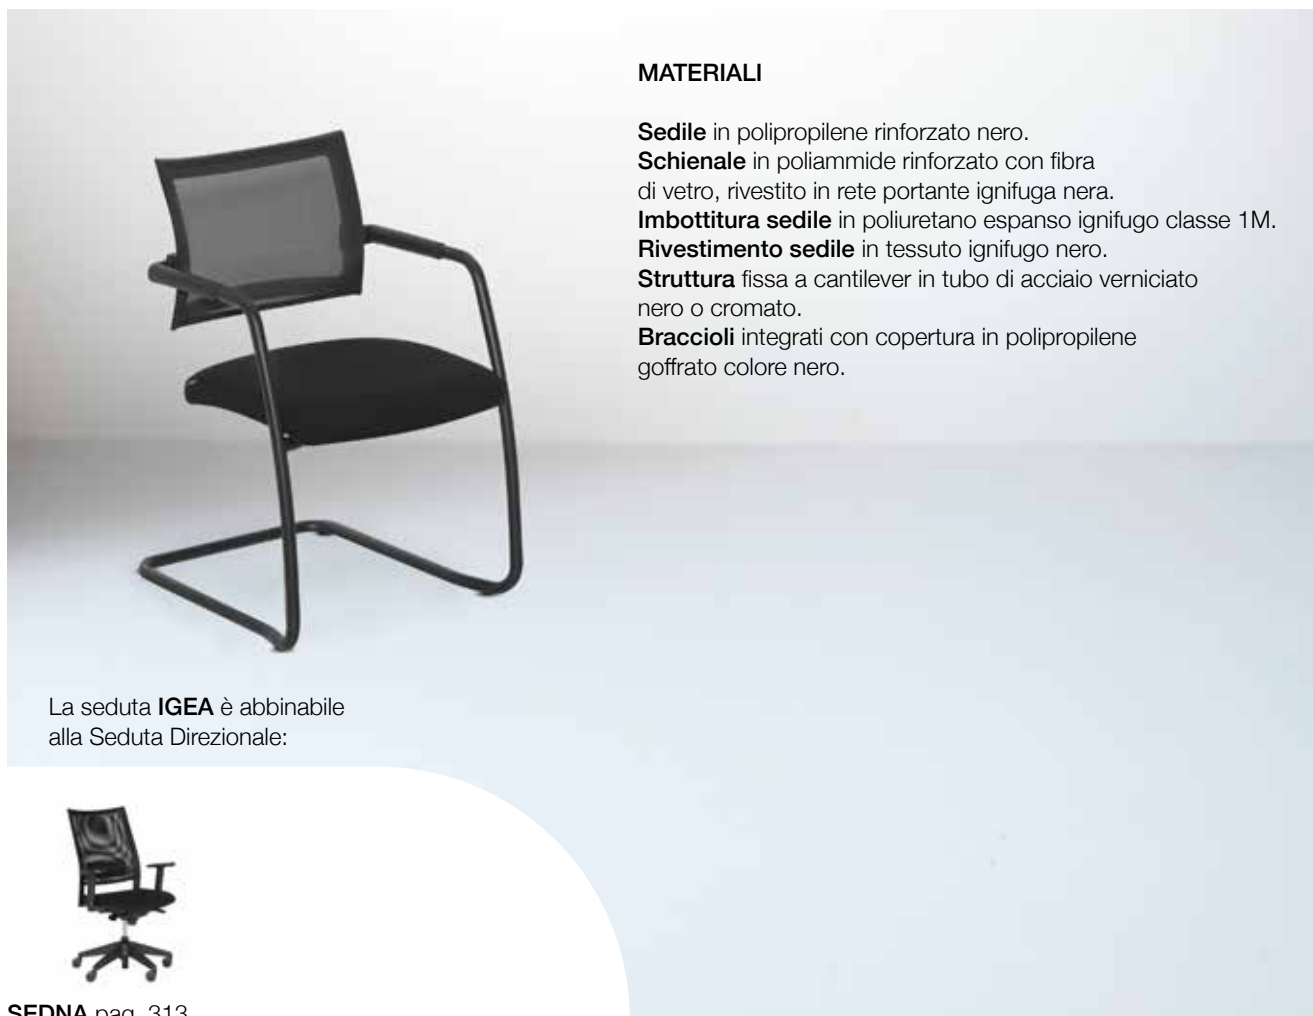 MATERIALI
Sedile in polipropilene rinforzato nero.
Schienale in poliammide rinforzato con fibra
di vetro, rivestito in rete portante ignifuga nera.
Imbottitura sedile in poliuretano espanso ignifugo classe 1M.
Rivestimento sedile in tessuto ignifugo nero.
Struttura fissa a cantilever in tubo di acciaio verniciato
nero o cromato.
Braccioli integrati con copertura in polipropilene
goffrato colore nero.
La seduta IGEA è abbinabile
alla Seduta Direzionale:
SEDNA pag. 313